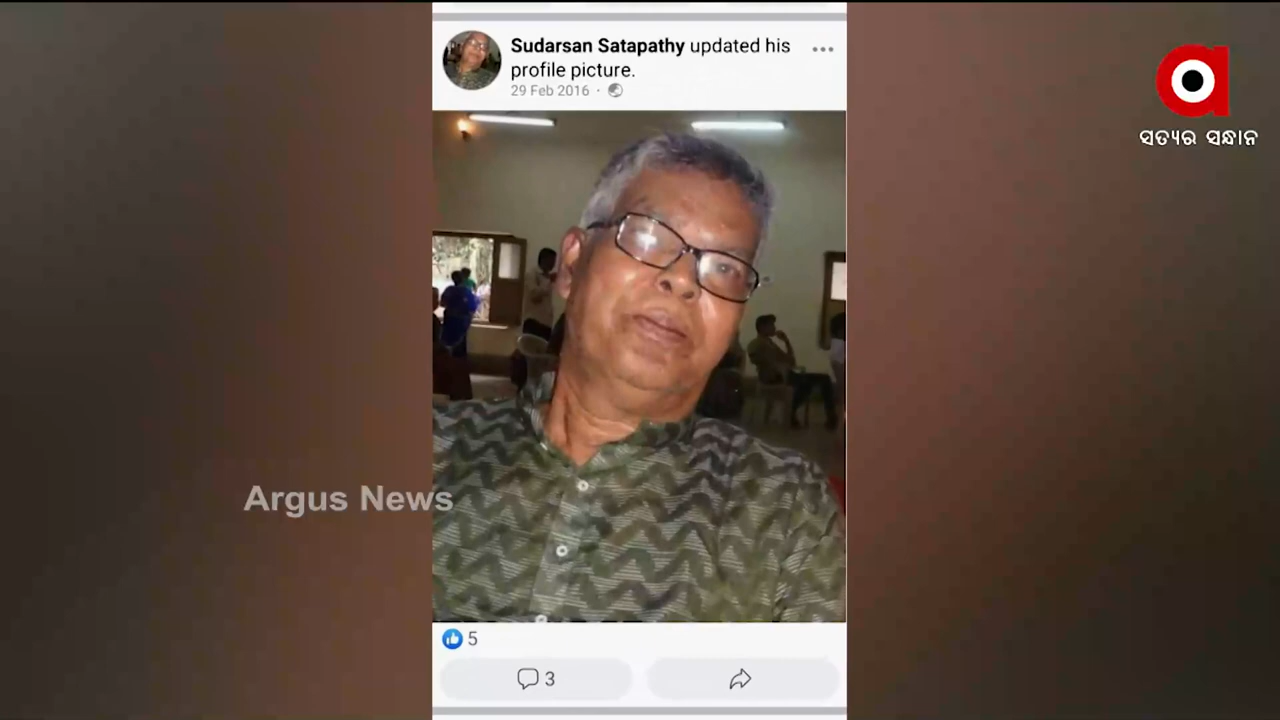 Sudarsan Satapathy updated his
profile picture.
29 Feb 2016
ସତ୍ୟର ସନ୍ଧାନ
Argus News
5
3